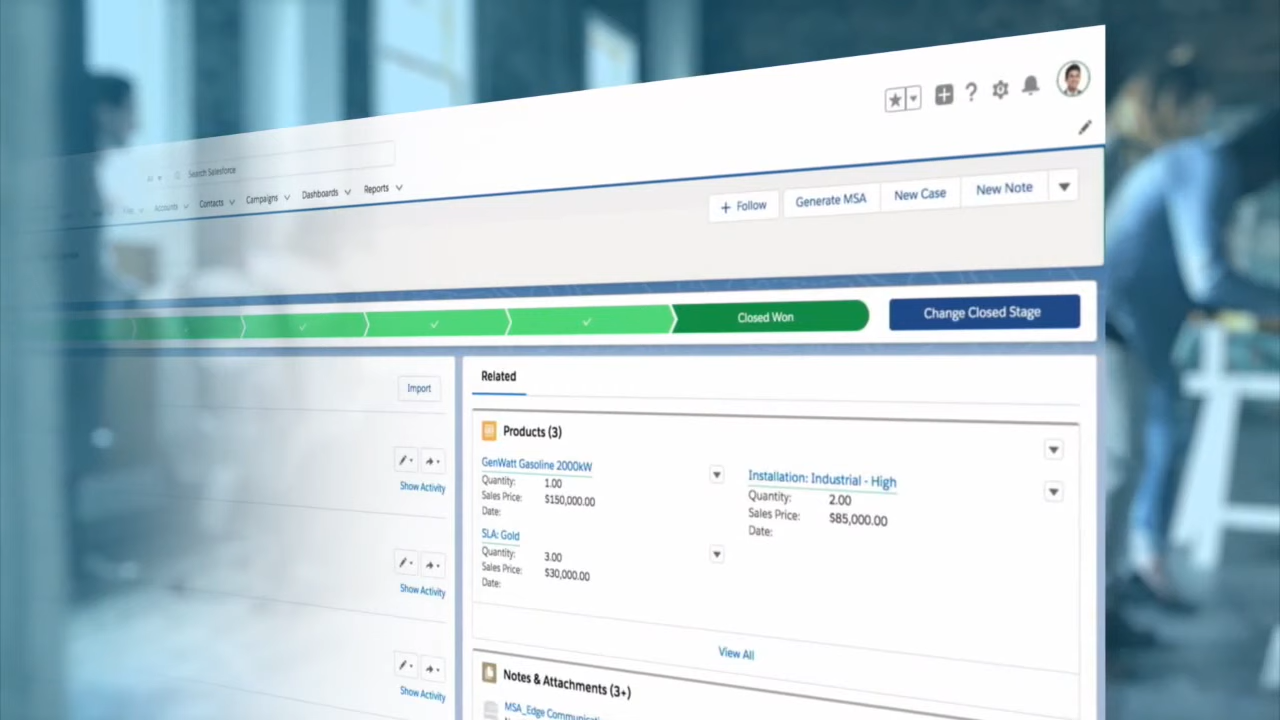 Search Salesforce
Accounts Contacts Campaigns Dashboards Reports
+ Follow Generate MSA New Case New Note
Closed Won Change Closed Stage
Import
Related
Products (3)
GenWatt Gasoline 2000kW
Quantity: 1.00
Sales Price: $150,000.00
Date:
Installation: Industrial - High
Quantity: 2.00
Sales Price: $85,000.00
Date:
SLA: Gold
Quantity: 3.00
Sales Price: $30,000.00
Date:
View All
Show Activity
Show Activity
Show Activity
Notes & Attachments (3+)
MSA_Edge